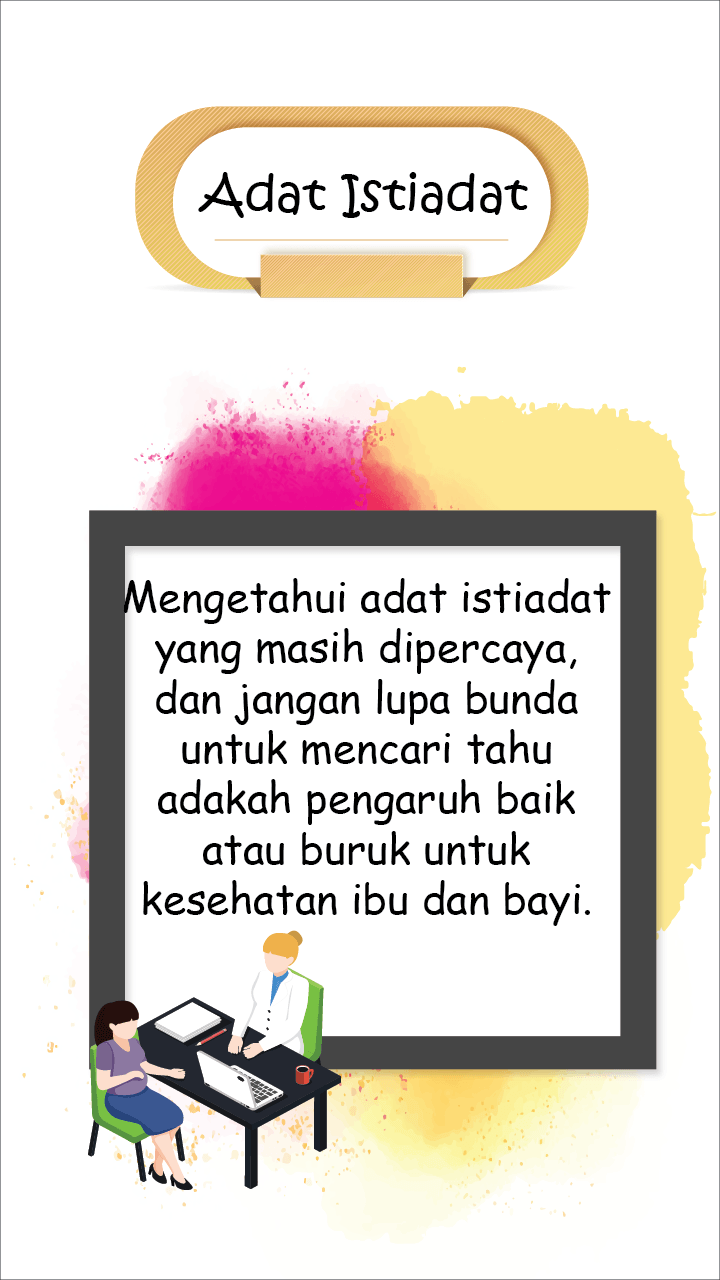 Adat Istiadat
Mengetahui adat istiadat
yang masih dipercaya,
dan jangan lupa bunda
untuk mencari tahu
adakah pengaruh baik
atau buruk untuk
kesehatan ibu dan bayi.